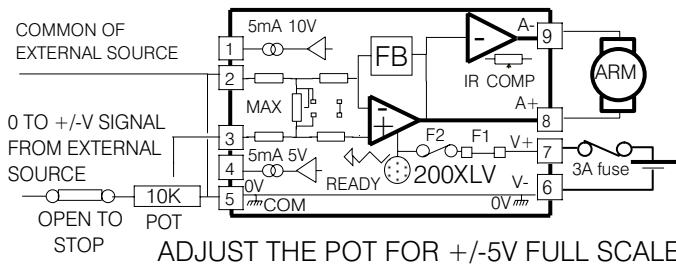 5mA 10V
A-
9
COMMON OF
EXTERNAL SOURCE
1
FB
2
IR COMP
ARM
MAX
A+
8
0 TO +/-V SIGNAL
FROM EXTERNAL
SOURCE
3
5mA 5V
F2
F1
V+
7
4
READY
200XLV
3A fuse
0V
V-
6
10K
5
COM
0V
OPEN TO
STOP
POT
ADJUST THE POT FOR +/-5V FULL SCALE